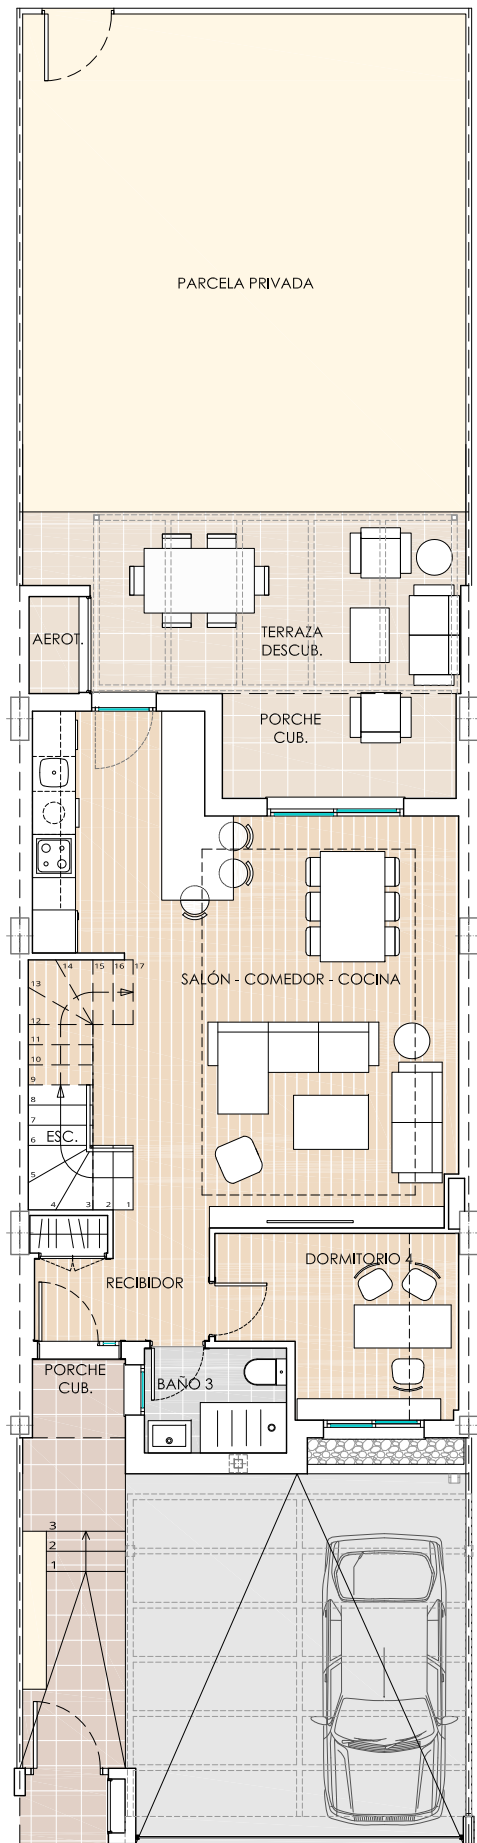 PARCELA PRIVADA
AEROT.
TERRAZA
DESCUB.
PORCHE
CUB.
14 15 16 17
13
SALÓN - COMEDOR - COCINA
12
11
10
9
8
7
6
ESC.
5
4 3 2 1
DORMITORIO 4
RECIBIDOR
PORCHE
CUB.
BAÑO 3
3
2
1